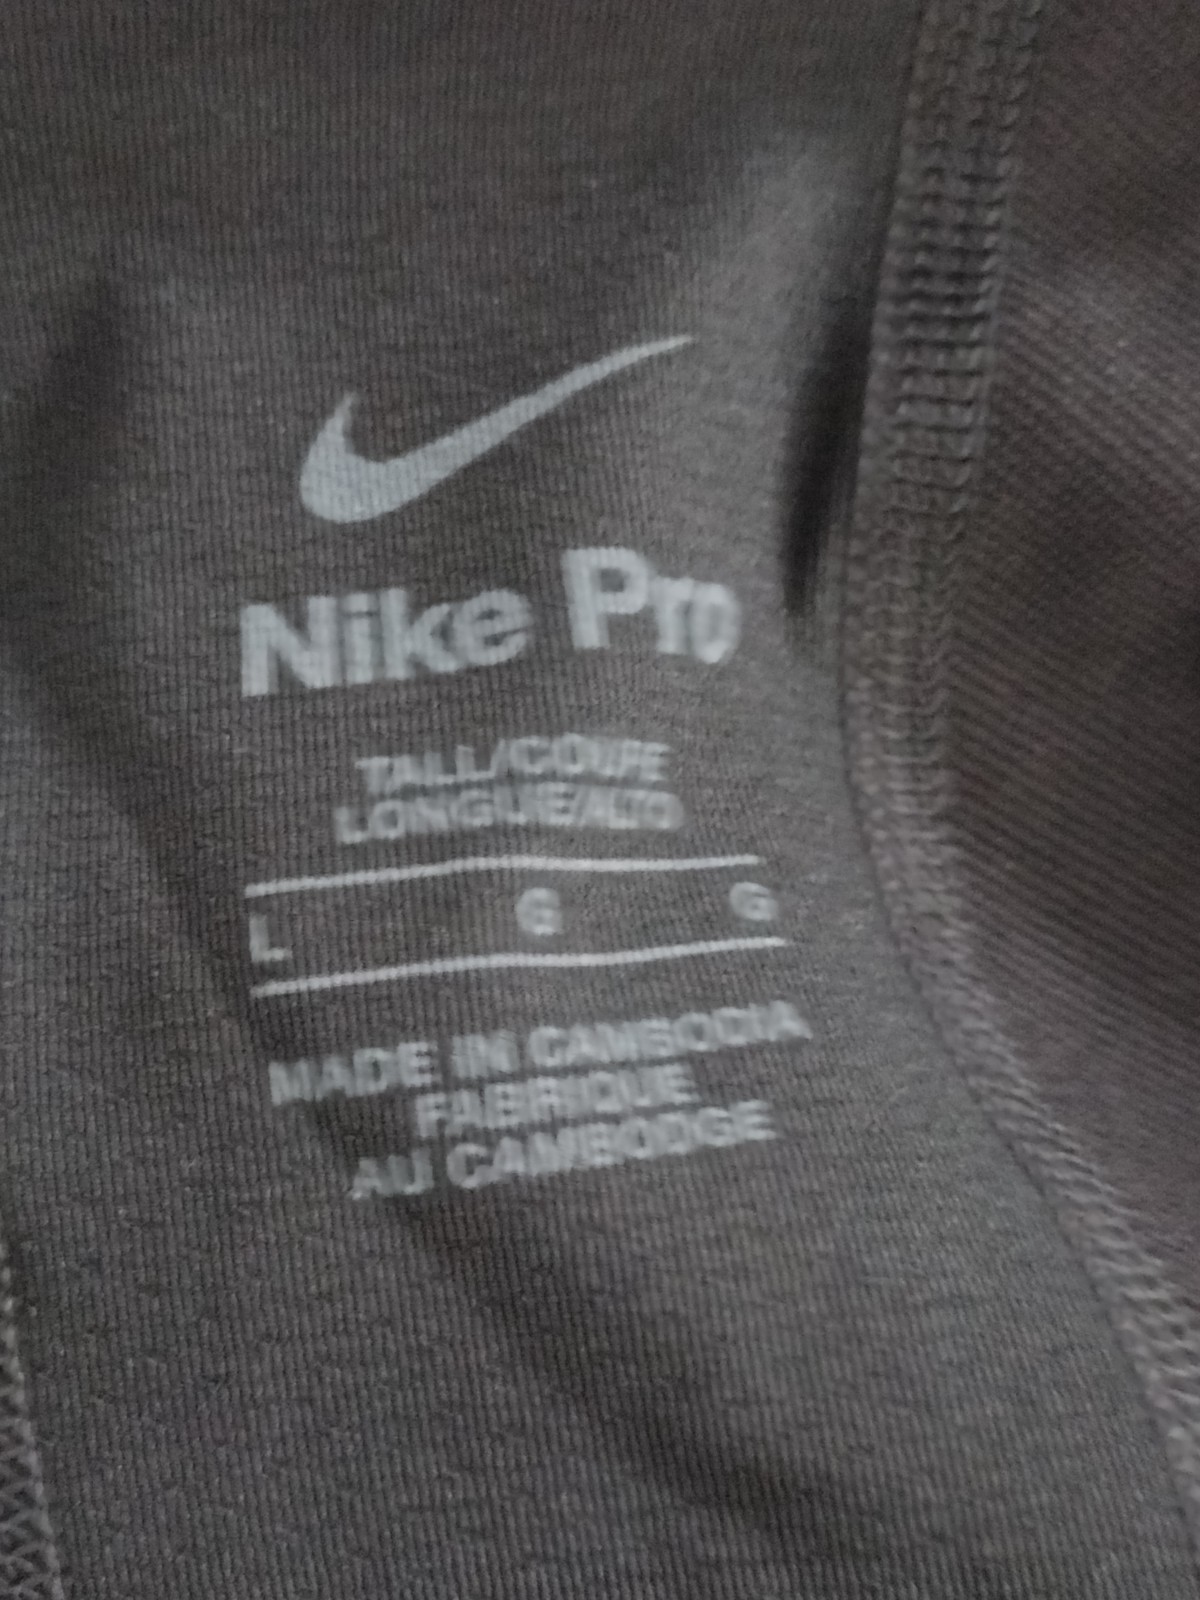 Nike Pro
TALL/COUPE
LONGUE/ALTO
L G G
MADE IN CAMBODIA
FABRIQUE
AU CAMBODGE